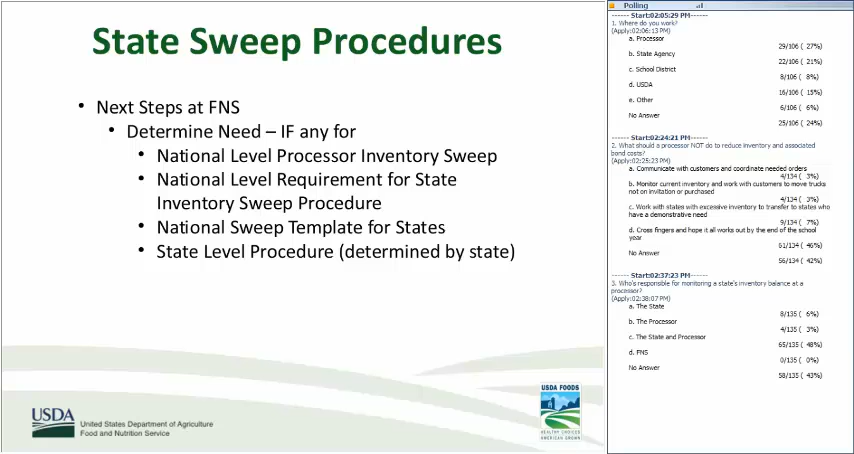 State Sweep Procedures
• Next Steps at FNS
• Determine Need – IF any for
• National Level Processor Inventory Sweep
• National Level Requirement for State
Inventory Sweep Procedure
• National Sweep Template for States
• State Level Procedure (determined by state)
USDA
United States Department of Agriculture
Food and Nutrition Service
USDA FOODS
HEALTHY CHOICES
AMERICAN GROWN
Polling
------ Start:02:05:29 PM------
1. Where do you work?
(Apply:02:06:13 PM)
a. Processor
29/106 ( 27%)
b. State Agency
22/106 ( 21%)
c. School District
8/106 ( 8%)
d. USDA
16/106 ( 15%)
e. Other
6/106 ( 6%)
No Answer
25/106 ( 24%)
------ Start:02:24:21 PM------
2. What should a processor NOT do to reduce inventory and associated
bond costs?
(Apply:02:25:23 PM)
a. Communicate with customers and coordinate needed orders
4/134 ( 3%)
b. Monitor current inventory and work with customers to move trucks
not on invitation or purchased
4/134 ( 3%)
c. Work with states with excessive inventory to transfer to states who
have a demonstrative need
9/134 ( 7%)
d. Cross fingers and hope it all works out by the end of the school
year
61/134 ( 46%)
No Answer
56/134 ( 42%)
------ Start:02:37:23 PM------
3. Who's responsible for monitoring a state's inventory balance at a
processor?
(Apply:02:38:07 PM)
a. The State
8/135 ( 6%)
b. The Processor
4/135 ( 3%)
c. The State and Processor
65/135 ( 48%)
d. FNS
0/135 ( 0%)
No Answer
58/135 ( 43%)